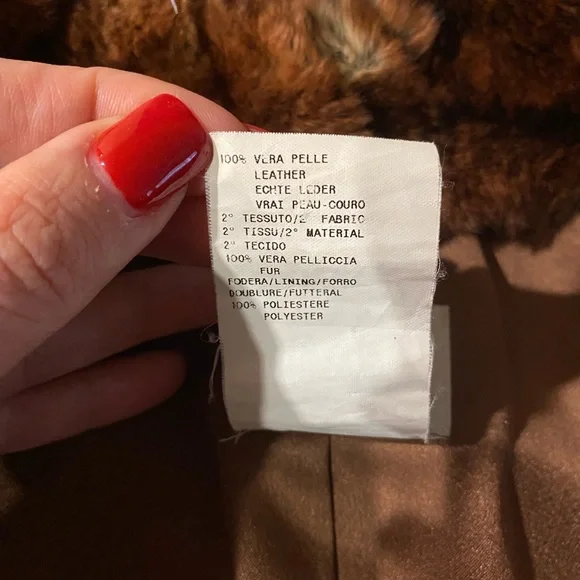 100% VERA PELLE
LEATHER
ECHTE LEDER
VRAI PEAU-COURO
2° TESSUTO/2° FABRIC
2° TISSU/2° MATERIAL
2° TECIDO
100% VERA PELLICCIA
FUR
FODERA/LINING/FORRO
DOUBLURE/FUTTERAL
100% POLIESTERE
POLYESTER